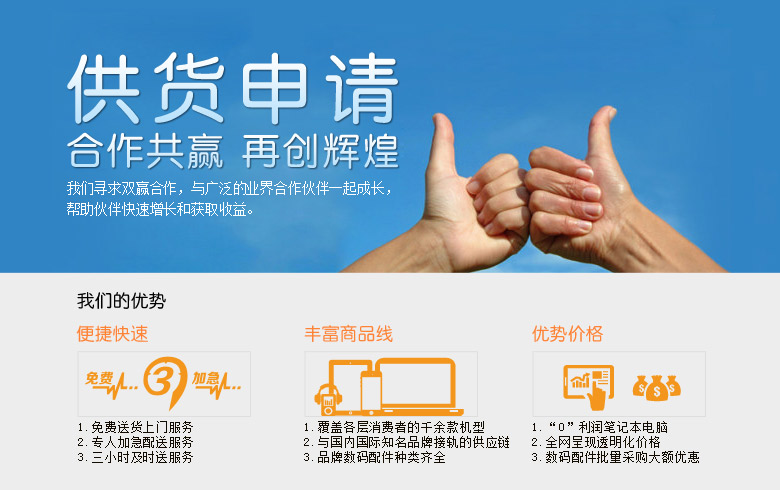 供货申请
合作共赢 再创辉煌
我们寻求双赢合作，与广泛的业界合作伙伴一起成长，
帮助伙伴快速增长和获取收益。
我们的优势
便捷快速
免费 3 加急...
1. 免费送货上门服务
2. 专人加急配送服务
3. 三小时及时送服务
丰富商品线
1. 覆盖各层消费者的千余款机型
2. 与国内国际知名品牌接轨的供应链
3. 品牌数码配件种类齐全
优势价格
$ $ $
1. “0”利润笔记本电脑
2. 全网呈现透明化价格
3. 数码配件批量采购大额优惠